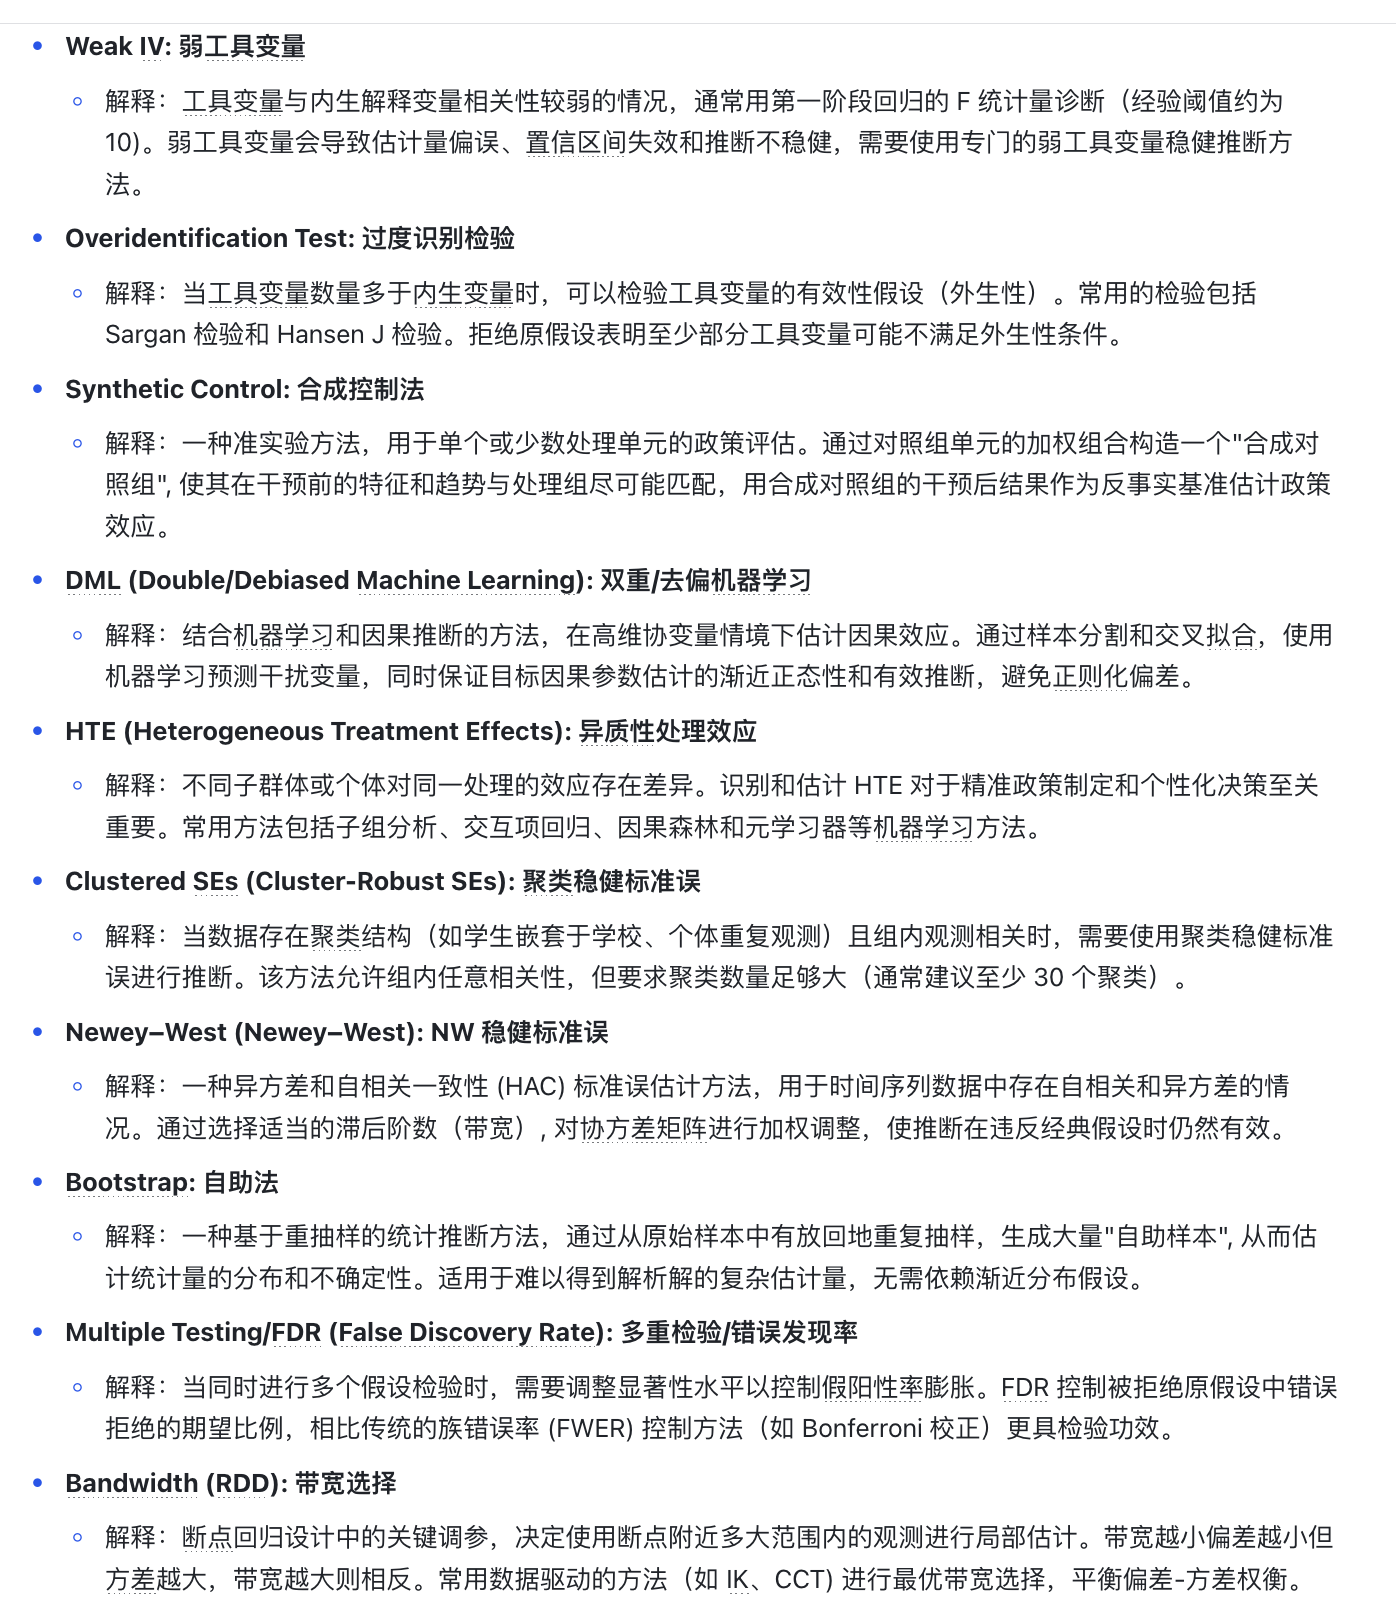 Weak IV: 弱工具变量
解释：工具变量与内生解释变量相关性较弱的情况，通常用第一阶段回归的 F 统计量诊断（经验阈值约为
10)。弱工具变量会导致估计量偏误、置信区间失效和推断不稳健，需要使用专门的弱工具变量稳健推断方
法。
Overidentification Test: 过度识别检验
解释：当工具变量数量多于内生变量时，可以检验工具变量的有效性假设（外生性）。常用的检验包括
Sargan 检验和 Hansen J 检验。拒绝原假设表明至少部分工具变量可能不满足外生性条件。
Synthetic Control: 合成控制法
解释：一种准实验方法，用于单个或少数处理单元的政策评估。通过对照组单元的加权组合构造一个"合成对
照组", 使其在干预前的特征和趋势与处理组尽可能匹配，用合成对照组的干预后结果作为反事实基准估计政策
效应。
DML (Double/Debiased Machine Learning): 双重/去偏机器学习
解释：结合机器学习和因果推断的方法，在高维协变量情境下估计因果效应。通过样本分割和交叉拟合，使用
机器学习预测干扰变量，同时保证目标因果参数估计的渐近正态性和有效推断，避免正则化偏差。
HTE (Heterogeneous Treatment Effects): 异质性处理效应
解释：不同子群体或个体对同一处理的效应存在差异。识别和估计 HTE 对于精准政策制定和个性化决策至关
重要。常用方法包括子组分析、交互项回归、因果森林和元学习器等机器学习方法。
Clustered SEs (Cluster-Robust SEs): 聚类稳健标准误
解释：当数据存在聚类结构（如学生嵌套于学校、个体重复观测）且组内观测相关时，需要使用聚类稳健标准
误进行推断。该方法允许组内任意相关性，但要求聚类数量足够大（通常建议至少 30 个聚类）。
Newey–West (Newey–West): NW 稳健标准误
解释：一种异方差和自相关一致性 (HAC) 标准误估计方法，用于时间序列数据中存在自相关和异方差的情
况。通过选择适当的滞后阶数（带宽）, 对协方差矩阵进行加权调整，使推断在违反经典假设时仍然有效。
Bootstrap: 自助法
解释：一种基于重抽样的统计推断方法，通过从原始样本中有放回地重复抽样，生成大量"自助样本", 从而估
计统计量的分布和不确定性。适用于难以得到解析解的复杂估计量，无需依赖渐近分布假设。
Multiple Testing/FDR (False Discovery Rate): 多重检验/错误发现率
解释：当同时进行多个假设检验时，需要调整显著性水平以控制假阳性率膨胀。FDR 控制被拒绝原假设中错误
拒绝的期望比例，相比传统的族错误率 (FWER) 控制方法（如 Bonferroni 校正）更具检验功效。
Bandwidth (RDD): 带宽选择
解释：断点回归设计中的关键调参，决定使用断点附近多大范围内的观测进行局部估计。带宽越小偏差越小但
方差越大，带宽越大则相反。常用数据驱动的方法（如 IK、CCT) 进行最优带宽选择，平衡偏差-方差权衡。